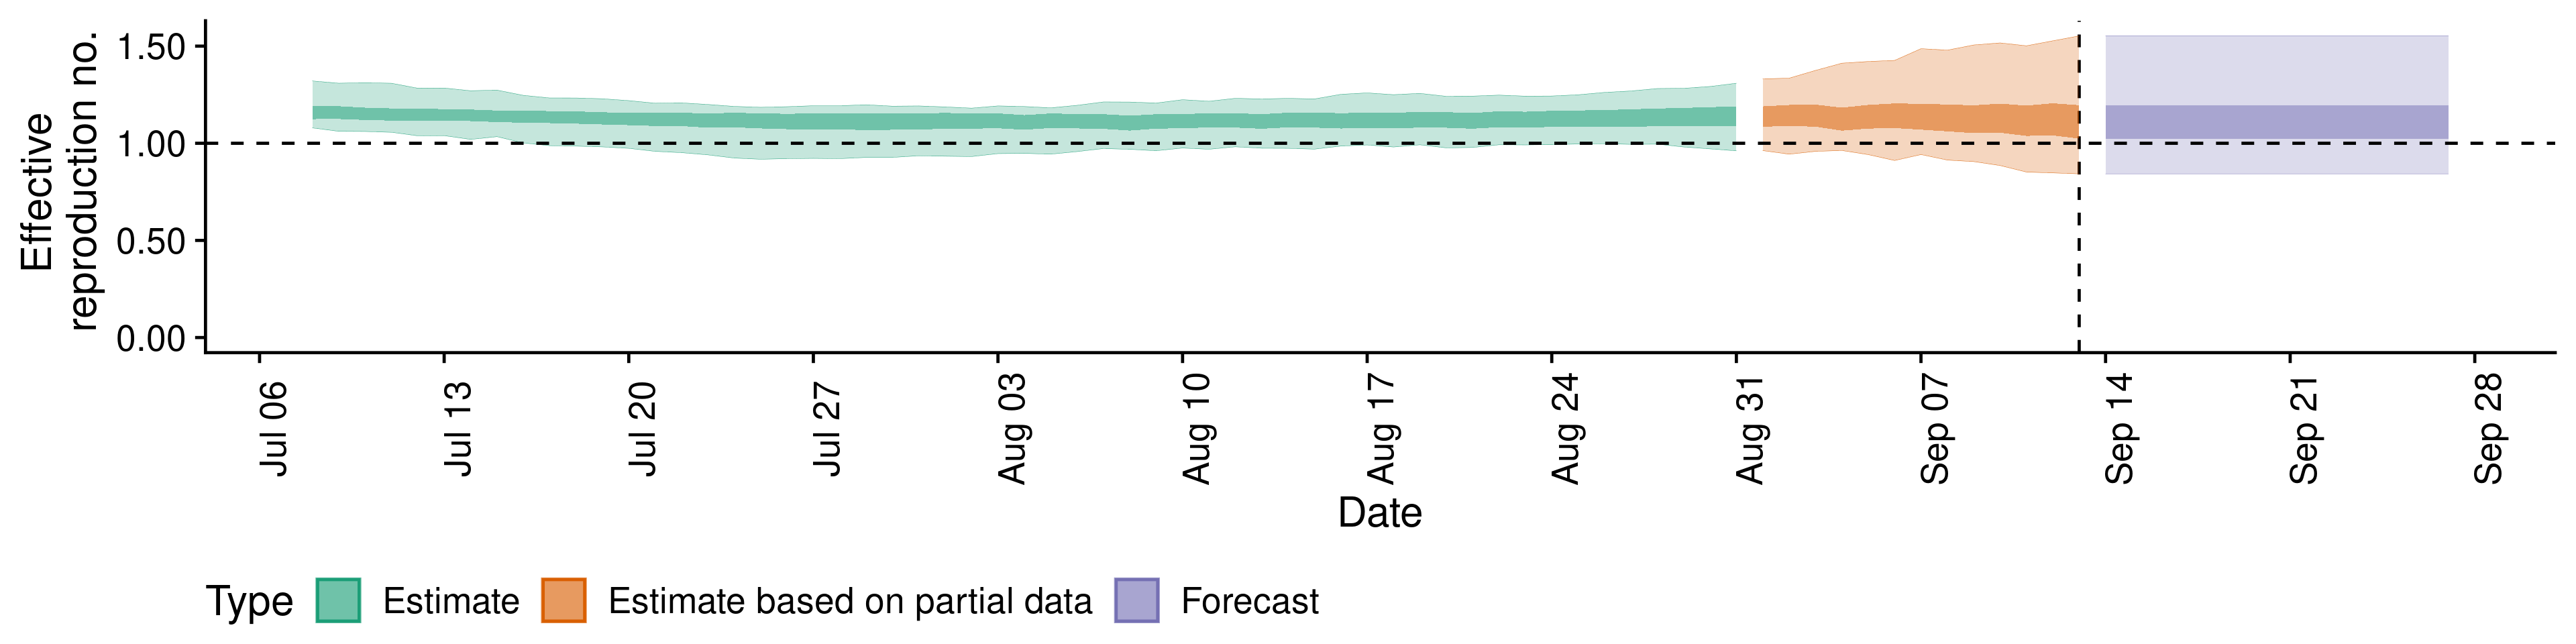 Effective
reproduction no.
1.50
1.00
0.50
0.00
Jul 06
Jul 13
Jul 20
Jul 27
Aug 03
Aug 10
Aug 17
Aug 24
Aug 31
Sep 07
Sep 14
Sep 21
Sep 28
Date
Type Estimate Estimate based on partial data Forecast